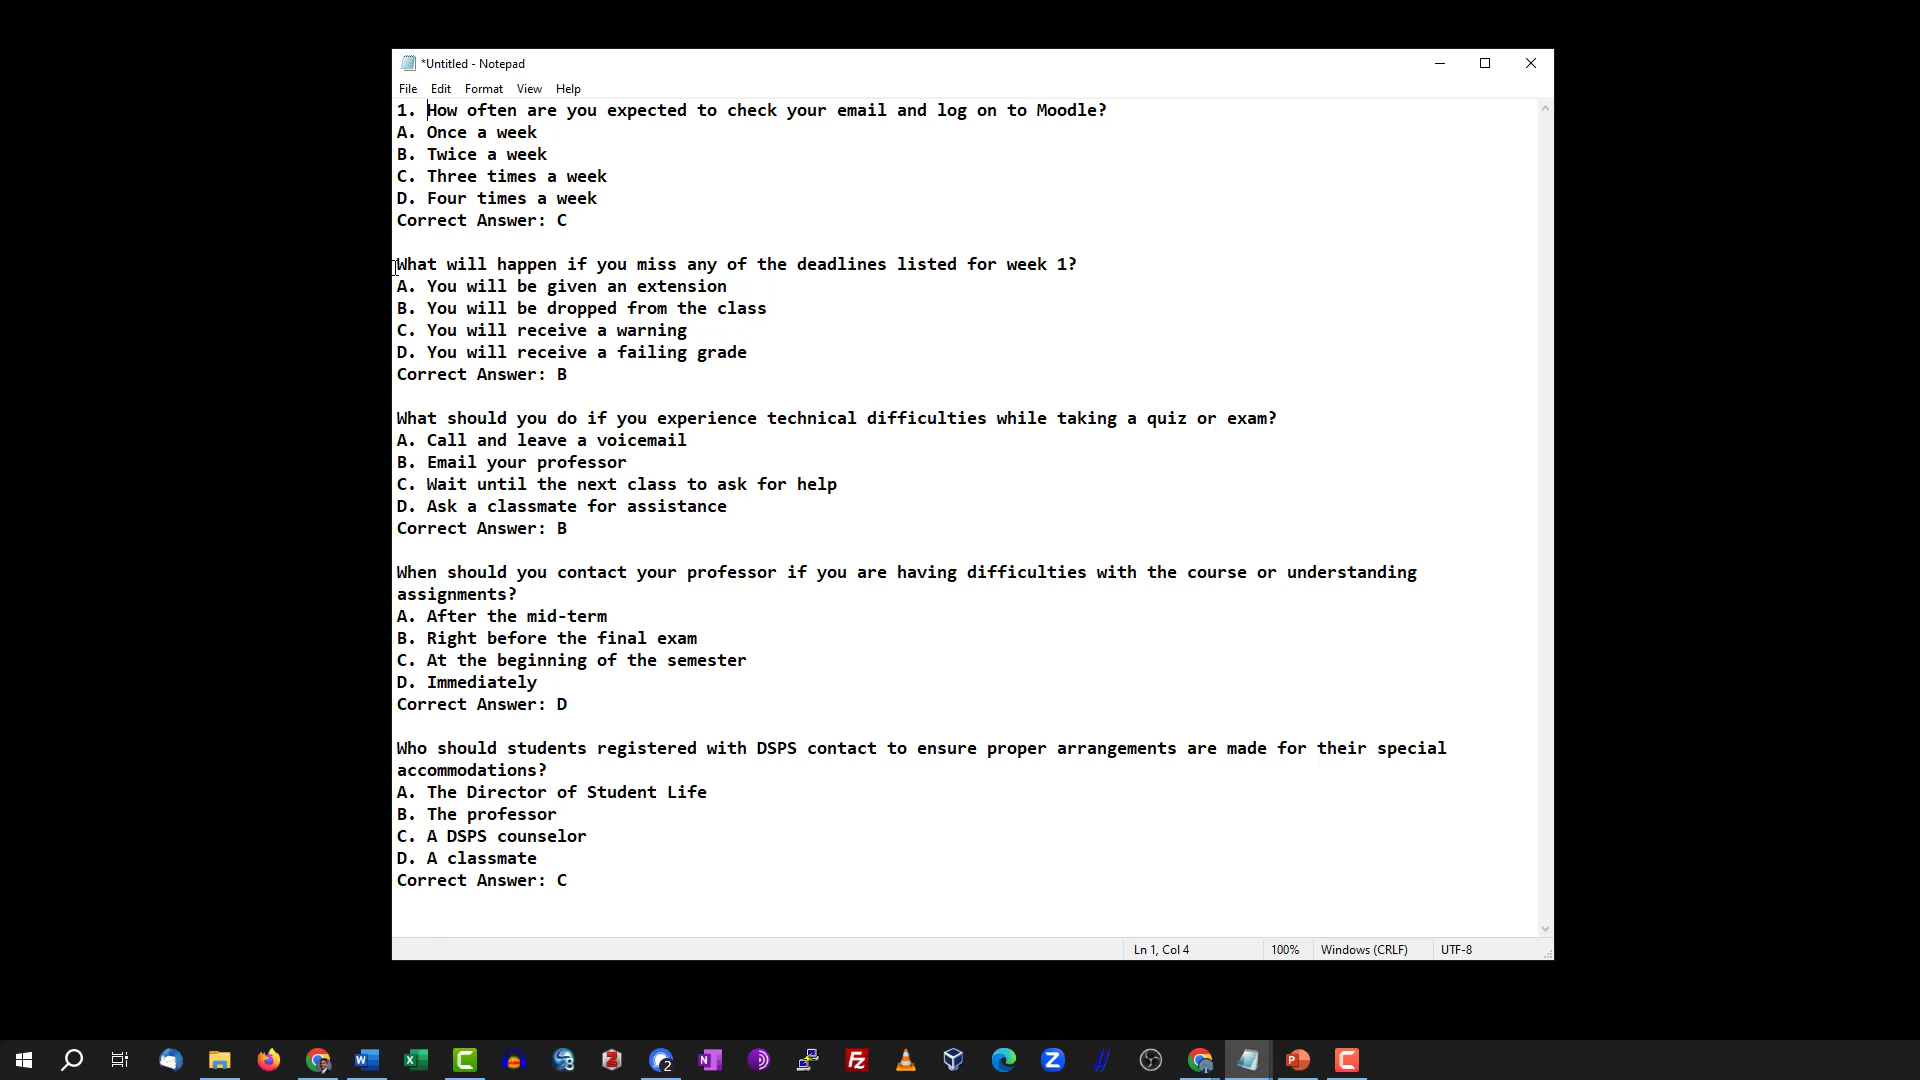 *Untitled - Notepad
File Edit Format View Help
1. How often are you expected to check your email and log on to Moodle?
A. Once a week
B. Twice a week
C. Three times a week
D. Four times a week
Correct Answer: C
What will happen if you miss any of the deadlines listed for week 1?
A. You will be given an extension
B. You will be dropped from the class
C. You will receive a warning
D. You will receive a failing grade
Correct Answer: B
What should you do if you experience technical difficulties while taking a quiz or exam?
A. Call and leave a voicemail
B. Email your professor
C. Wait until the next class to ask for help
D. Ask a classmate for assistance
Correct Answer: B
When should you contact your professor if you are having difficulties with the course or understanding
assignments?
A. After the mid-term
B. Right before the final exam
C. At the beginning of the semester
D. Immediately
Correct Answer: D
Who should students registered with DSPS contact to ensure proper arrangements are made for their special
accommodations?
A. The Director of Student Life
B. The professor
C. A DSPS counselor
D. A classmate
Correct Answer: C
Ln 1, Col 4 100% Windows (CRLF) UTF-8